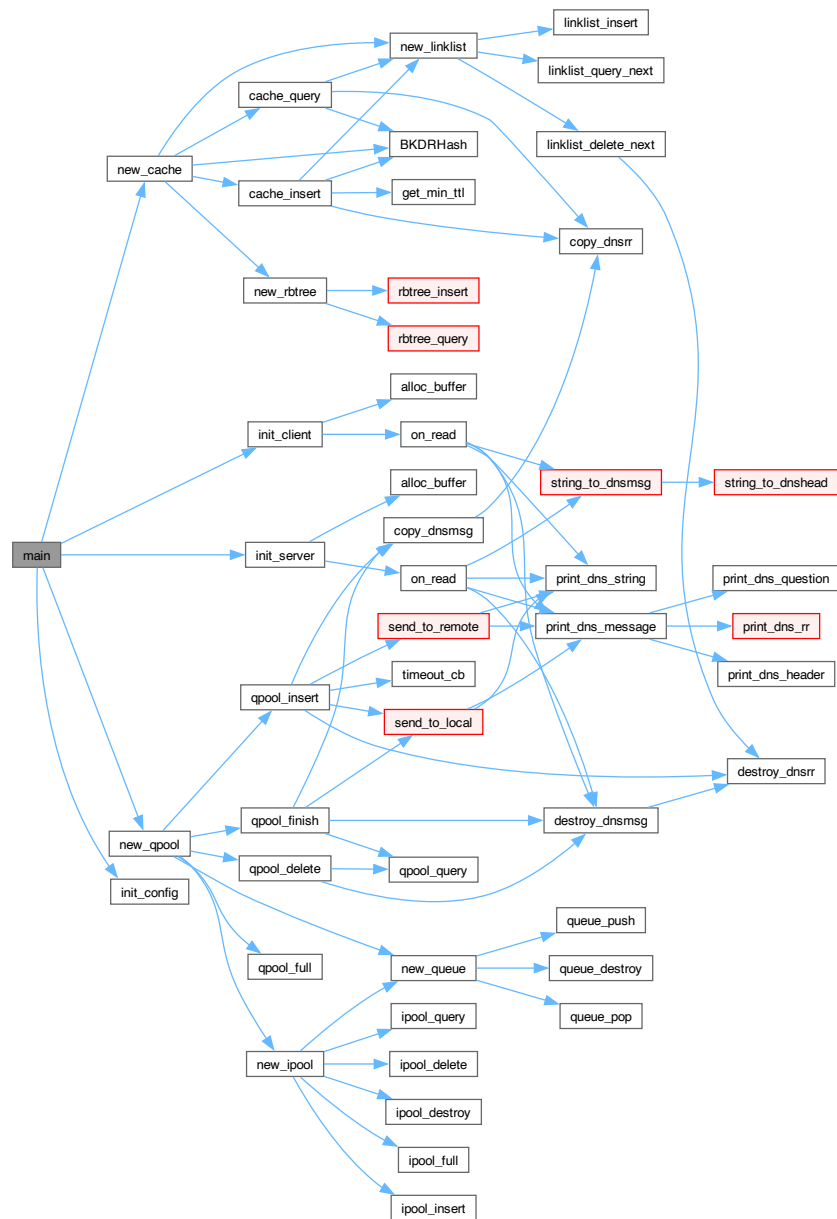 linklist_insert
new_linklist
linklist_query_next
cache_query
BKDRHash
linklist_delete_next
new_cache
cache_insert
get_min_ttl
copy_dnsrr
new_rbtree
rbtree_insert
rbtree_query
alloc_buffer
init_client
on_read
string_to_dnsmsg
string_to_dnshead
alloc_buffer
copy_dnsmsg
main
init_server
on_read
print_dns_string
print_dns_question
send_to_remote
print_dns_message
print_dns_rr
timeout_cb
print_dns_header
qpool_insert
send_to_local
destroy_dnsrr
new_qpool
qpool_finish
destroy_dnsmsg
qpool_delete
qpool_query
init_config
queue_push
qpool_full
new_queue
queue_destroy
queue_pop
ipool_query
new_ipool
ipool_delete
ipool_destroy
ipool_full
ipool_insert